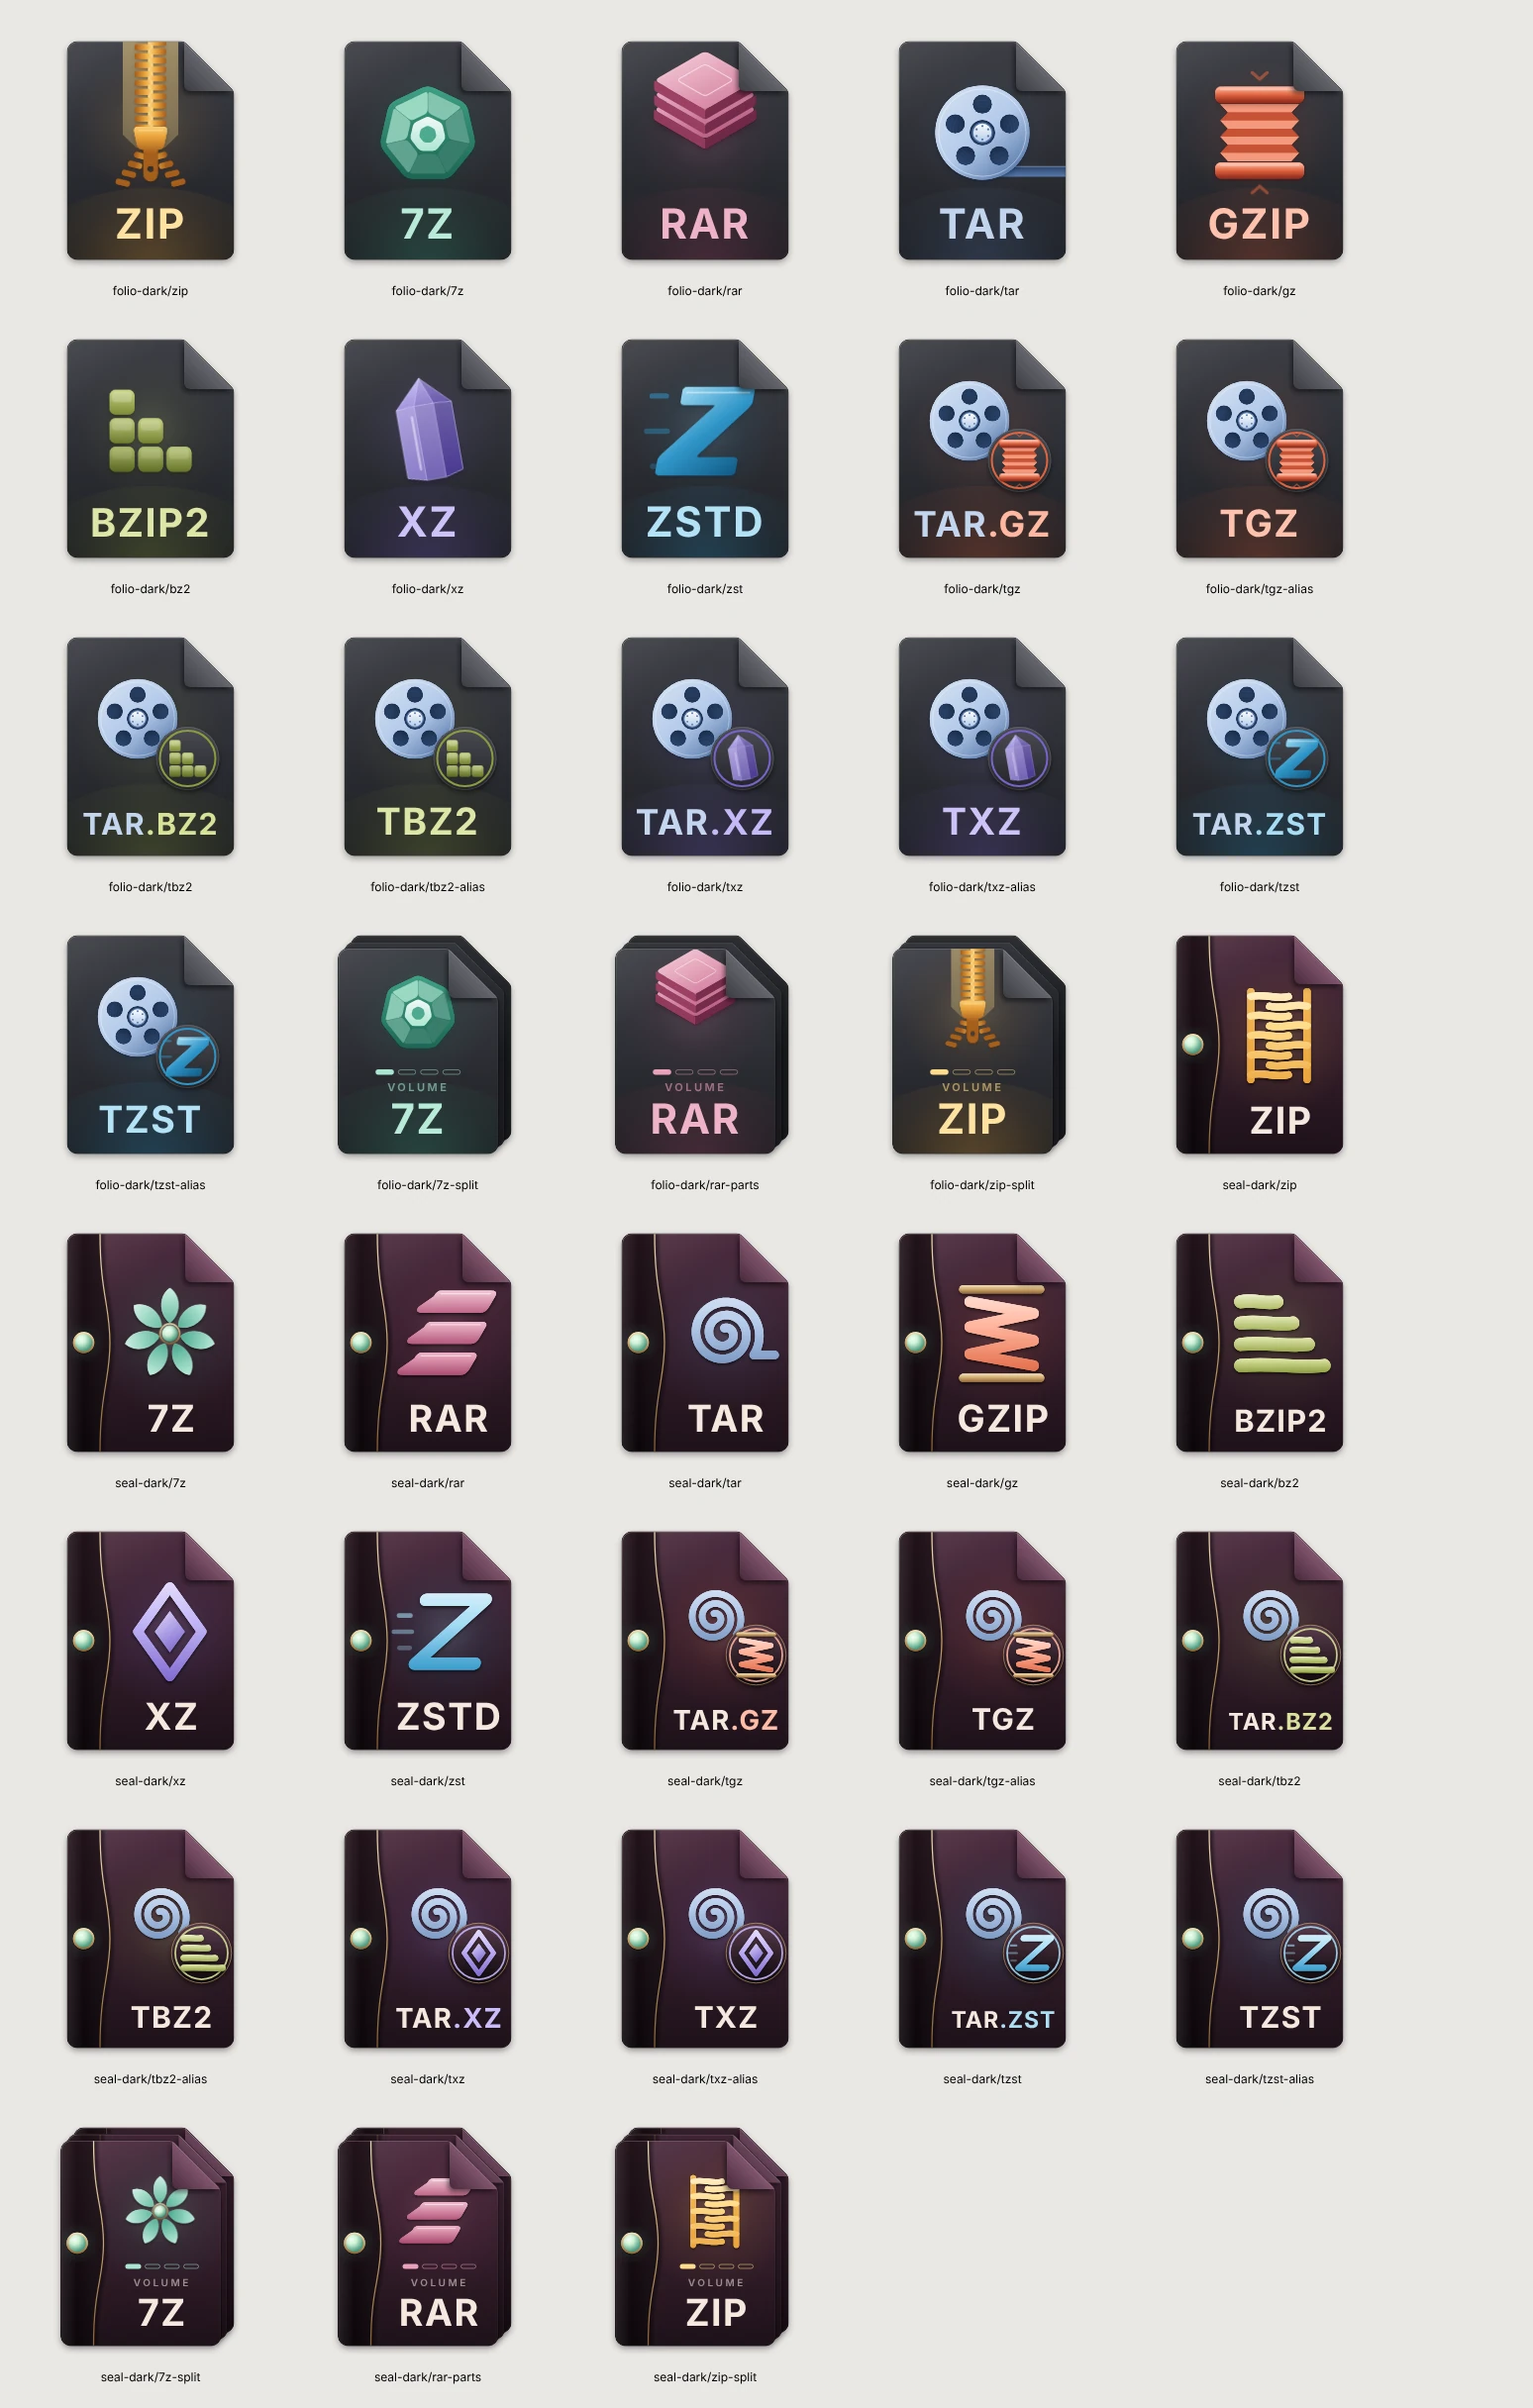 ZIP
7Z
RAR
TAR
GZIP
folio-dark/zip
folio-dark/7z
folio-dark/rar
folio-dark/tar
folio-dark/gz
BZIP2
XZ
ZSTD
TAR.GZ
TGZ
folio-dark/bz2
folio-dark/xz
folio-dark/zst
folio-dark/tgz
folio-dark/tgz-alias
TAR.BZ2
TBZ2
TAR.XZ
TXZ
TAR.ZST
folio-dark/tbz2
folio-dark/tbz2-alias
folio-dark/txz
folio-dark/txz-alias
folio-dark/tzst
TZST
VOLUME
7Z
VOLUME
RAR
VOLUME
ZIP
ZIP
folio-dark/tzst-alias
folio-dark/7z-split
folio-dark/rar-parts
folio-dark/zip-split
seal-dark/zip
7Z
RAR
TAR
GZIP
BZIP2
seal-dark/7z
seal-dark/rar
seal-dark/tar
seal-dark/gz
seal-dark/bz2
XZ
ZSTD
TAR.GZ
TGZ
TAR.BZ2
seal-dark/xz
seal-dark/zst
seal-dark/tgz
seal-dark/tgz-alias
seal-dark/tbz2
TBZ2
TAR.XZ
TXZ
TAR.ZST
TZST
seal-dark/tbz2-alias
seal-dark/txz
seal-dark/txz-alias
seal-dark/tzst
seal-dark/tzst-alias
VOLUME
7Z
VOLUME
RAR
VOLUME
ZIP
seal-dark/7z-split
seal-dark/rar-parts
seal-dark/zip-split